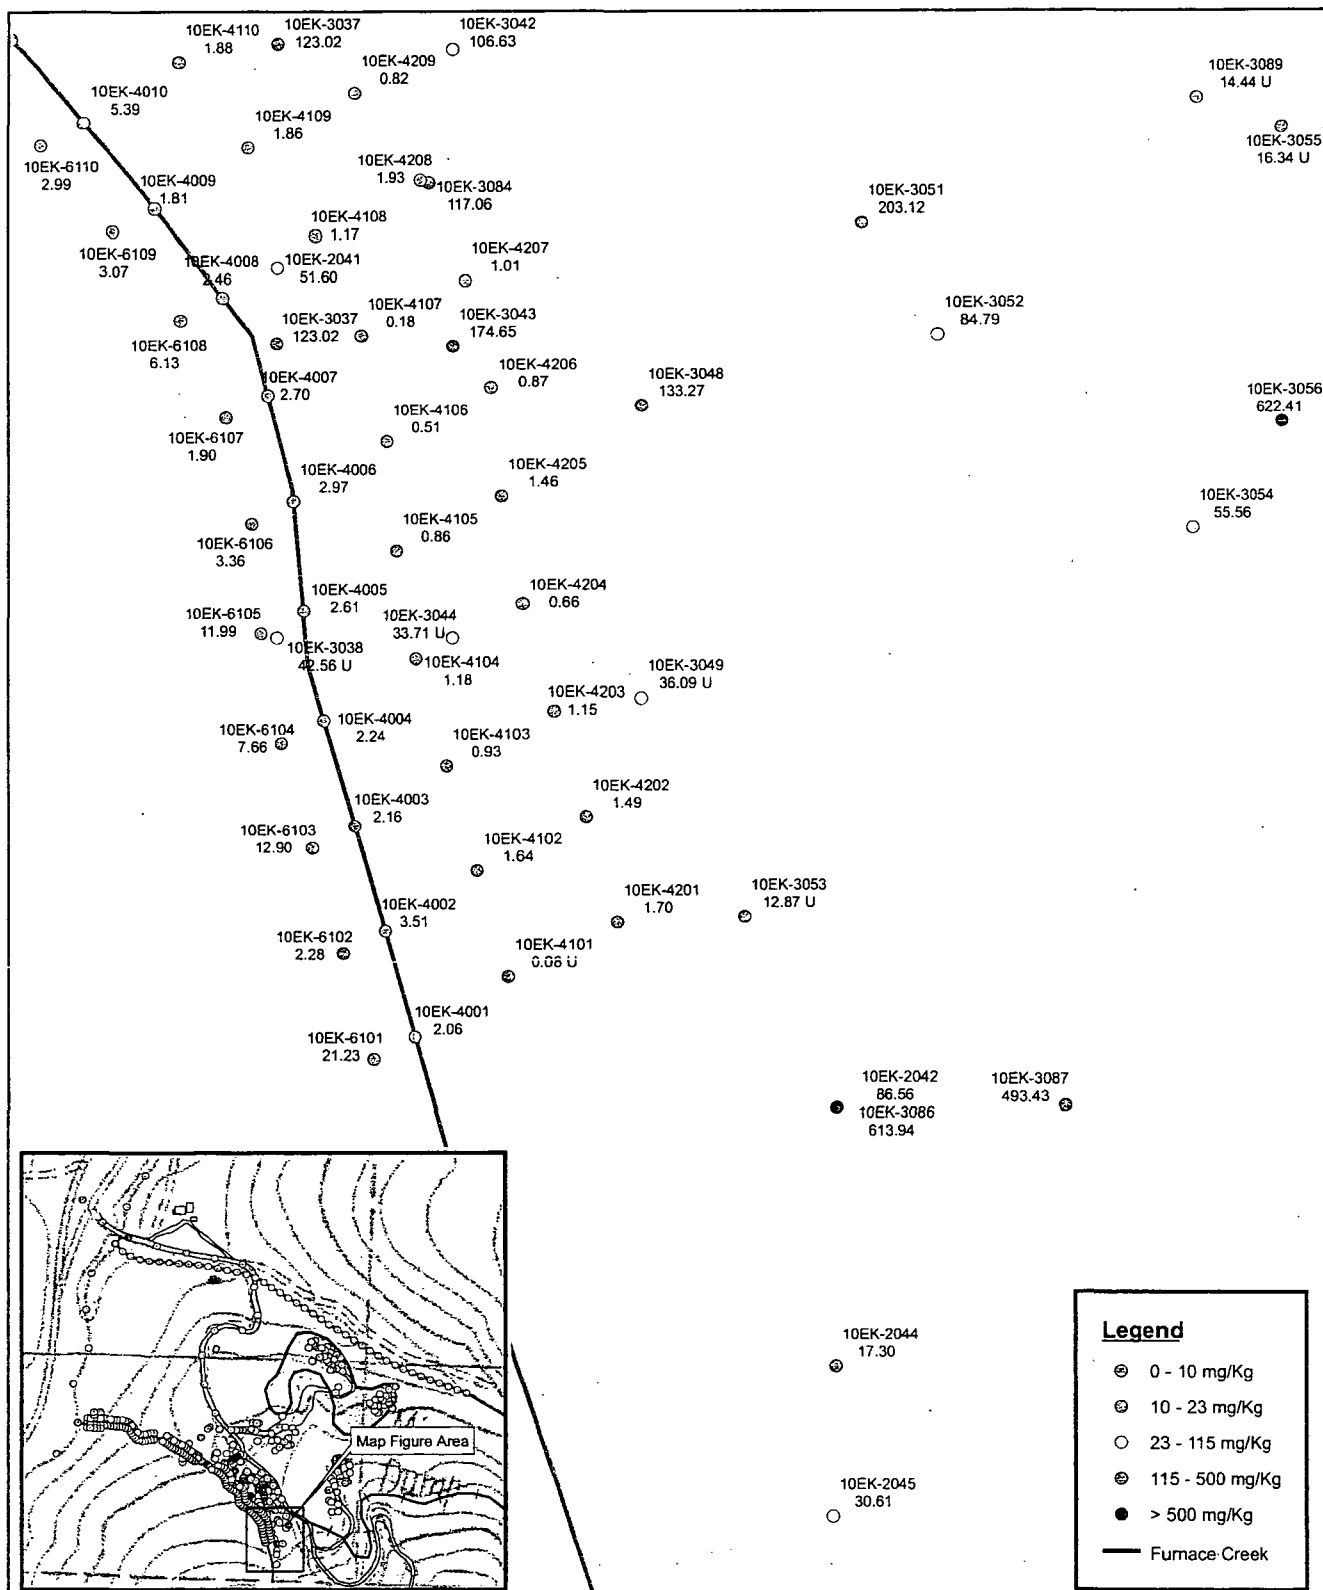 10EK-4110
1.88
10EK-3037
123.02
10EK-3042
106.63
10EK-4209
0.82
10EK-3089
14.44 U
10EK-4010
5.39
10EK-4109
1.86
10EK-3055
16.34 U
10EK-6110
2.99
10EK-4009
1.81
10EK-4208
1.93
10EK-3084
117.06
10EK-3051
203.12
10EK-4108
1.17
10EK-6109
3.07
10EK-4008
2.46
10EK-2041
51.60
10EK-4207
1.01
10EK-4107
0.18
10EK-3052
84.79
10EK-6108
6.13
10EK-3037
123.02
10EK-3043
174.65
10EK-4007
2.70
10EK-4206
0.87
10EK-3048
133.27
10EK-3056
622.41
10EK-6107
1.90
10EK-4106
0.51
10EK-4006
2.97
10EK-4205
1.46
10EK-3054
55.56
10EK-6106
3.36
10EK-4105
0.86
10EK-4005
2.61
10EK-4204
0.66
10EK-6105
11.99
10EK-3044
33.71 U
10EK-3038
42.56 U
10EK-4104
1.18
10EK-3049
36.09 U
10EK-4203
1.15
10EK-6104
7.66
10EK-4004
2.24
10EK-4103
0.93
10EK-4202
1.49
10EK-4003
2.16
10EK-6103
12.90
10EK-4102
1.64
10EK-4201
1.70
10EK-3053
12.87 U
10EK-4002
3.51
10EK-6102
2.28
10EK-4101
0.08 U
10EK-4001
2.06
10EK-6101
21.23
10EK-2042
86.56
10EK-3086
613.94
10EK-3087
493.43
10EK-2044
17.30
10EK-2045
30.61
Map Figure Area
Legend
0 - 10 mg/Kg
10 - 23 mg/Kg
23 - 115 mg/Kg
115 - 500 mg/Kg
> 500 mg/Kg
Furnace Creek